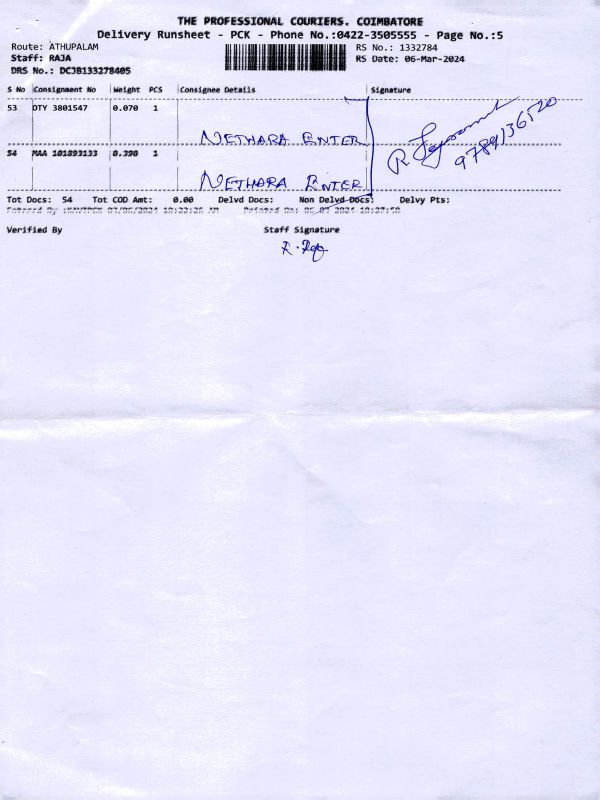 THE PROFESSIONAL COURIERS. COIMBATORE
Delivery Runsheet - PCK - Phone No.:0422-3505555 - Page No.:5
Route: ATHUPALAM
RS No.: 1332784
Staff: RAJA
RS Date: 06-Mar-2024
DRS No.: DCJB133278405
S No Consignment No Weight PCS Consignee Details Signature
53 DTY 3801547 0.070 1
NETHARA ENTER
R
9789136520
54 MAA 101893133 0.390 1
NETHARA ENTER
Tot Docs: 54 Tot COD Amt: 0.00 Delvd Docs: Non Delvd Docs: Delvy Pts:
Verified By Staff Signature